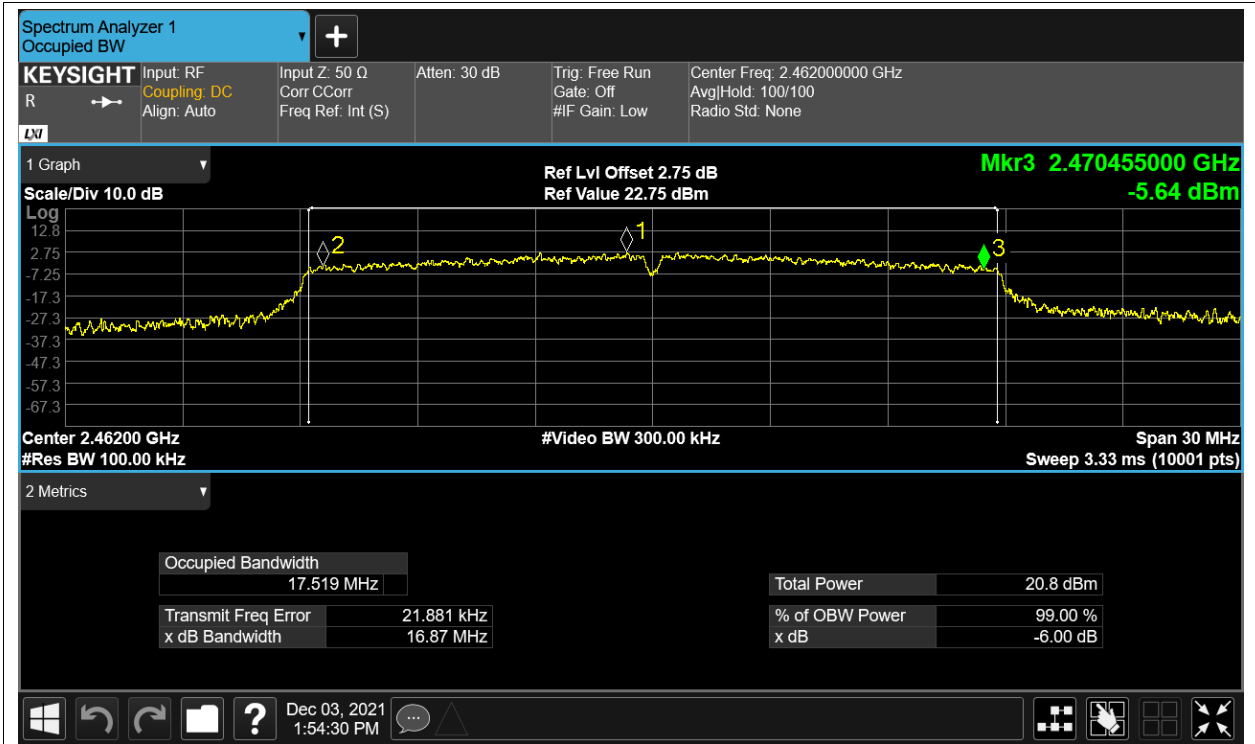 Spectrum Analyzer 1
Occupied BW
KEYSIGHT
R
LXI
Input: RF
Coupling: DC
Align: Auto
Input Z: 50 Ω
Corr CCorr
Freq Ref: Int (S)
Atten: 30 dB
Trig: Free Run
Gate: Off
#IF Gain: Low
Center Freq: 2.462000000 GHz
Avg|Hold: 100/100
Radio Std: None
1 Graph
Scale/Div 10.0 dB
Ref Lvl Offset 2.75 dB
Ref Value 22.75 dBm
Mkr3 2.470455000 GHz
-5.64 dBm
Log
12.8
2.75
-7.25
-17.3
-27.3
-37.3
-47.3
-57.3
-67.3
2
1
3
Center 2.46200 GHz
#Video BW 300.00 kHz
Span 30 MHz
#Res BW 100.00 kHz
Sweep 3.33 ms (10001 pts)
2 Metrics
Occupied Bandwidth
17.519 MHz
Transmit Freq Error 21.881 kHz
x dB Bandwidth 16.87 MHz
Total Power 20.8 dBm
% of OBW Power 99.00 %
x dB -6.00 dB
?
Dec 03, 2021
1:54:30 PM